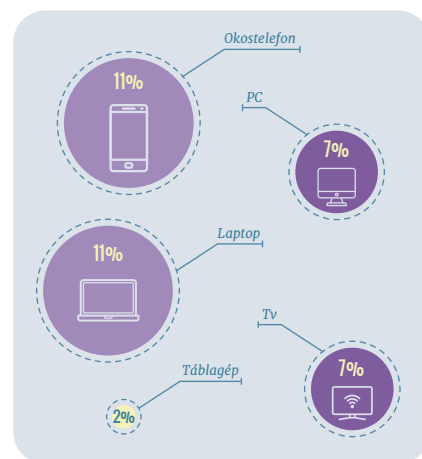 Okostelefon
11%
PC
7%
Laptop
11%
Tv
7%
Táblagép
2%